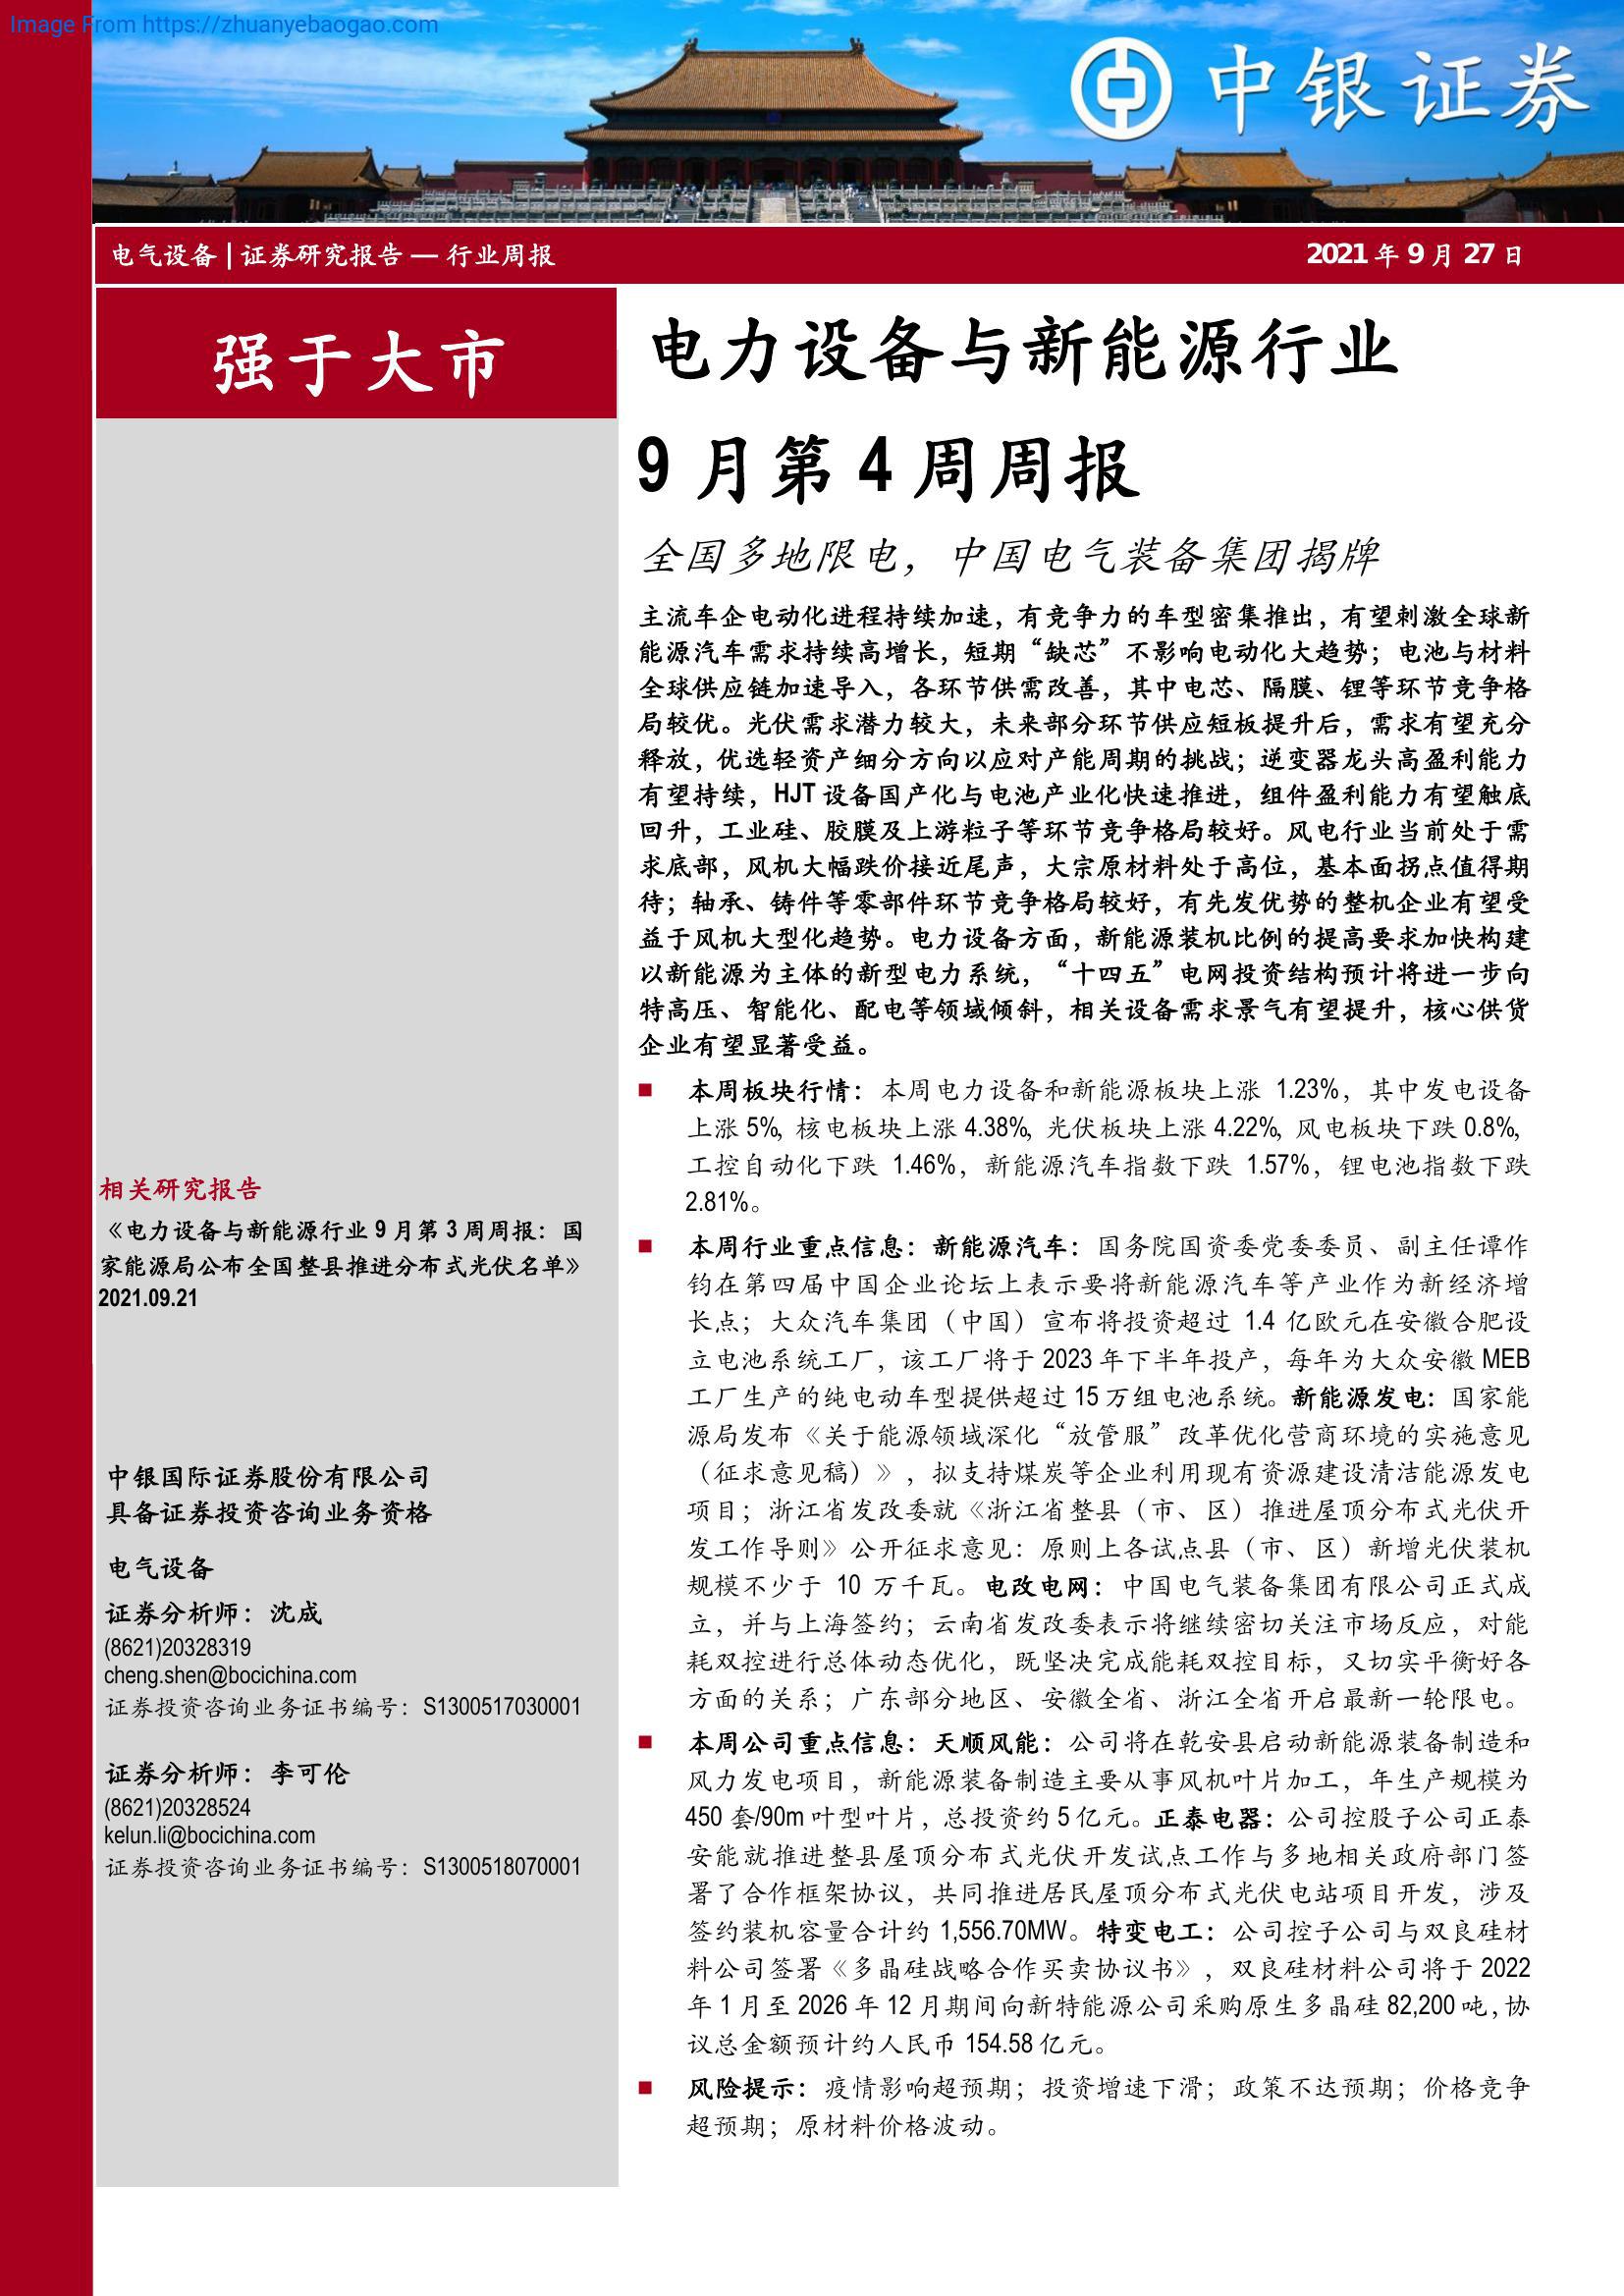 Image From https://zhuanyebaogao.com
中银证券
电气设备 | 证券研究报告 — 行业周报
2021 年 9 月 27 日
强于大市
相关研究报告
《电力设备与新能源行业 9 月第 3 周周报：国
家能源局公布全国整县推进分布式光伏名单》
2021.09.21
中银国际证券股份有限公司
具备证券投资咨询业务资格
电气设备
证券分析师：沈成
(8621)20328319
cheng.shen@bocichina.com
证券投资咨询业务证书编号：S1300517030001
证券分析师：李可伦
(8621)20328524
kelun.li@bocichina.com
证券投资咨询业务证书编号：S1300518070001
电力设备与新能源行业
9 月第 4 周周报
全国多地限电，中国电气装备集团揭牌
主流车企电动化进程持续加速，有竞争力的车型密集推出，有望刺激全球新
能源汽车需求持续高增长，短期“缺芯”不影响电动化大趋势；电池与材料
全球供应链加速导入，各环节供需改善，其中电芯、隔膜、锂等环节竞争格
局较优。光伏需求潜力较大，未来部分环节供应短板提升后，需求有望充分
释放，优选轻资产细分方向以应对产能周期的挑战；逆变器龙头高盈利能力
有望持续，HJT 设备国产化与电池产业化快速推进，组件盈利能力有望触底
回升，工业硅、胶膜及上游粒子等环节竞争格局较好。风电行业当前处于需
求底部，风机大幅跌价接近尾声，大宗原材料处于高位，基本面拐点值得期
待；轴承、铸件等零部件环节竞争格局较好，有先发优势的整机企业有望受
益于风机大型化趋势。电力设备方面，新能源装机比例的提高要求加快构建
以新能源为主体的新型电力系统，“十四五”电网投资结构预计将进一步向
特高压、智能化、配电等领域倾斜，相关设备需求景气有望提升，核心供货
企业有望显著受益。
■ 本周板块行情：本周电力设备和新能源板块上涨 1.23%，其中发电设备
上涨 5%，核电板块上涨 4.38%，光伏板块上涨 4.22%，风电板块下跌 0.8%，
工控自动化下跌 1.46%，新能源汽车指数下跌 1.57%，锂电池指数下跌
2.81%。
■ 本周行业重点信息：新能源汽车：国务院国资委党委委员、副主任谭作
钧在第四届中国企业论坛上表示要将新能源汽车等产业作为新经济增
长点；大众汽车集团（中国）宣布将投资超过 1.4 亿欧元在安徽合肥设
立电池系统工厂，该工厂将于 2023 年下半年投产，每年为大众安徽 MEB
工厂生产的纯电动车型提供超过 15 万组电池系统。新能源发电：国家能
源局发布《关于能源领域深化“放管服”改革优化营商环境的实施意见
（征求意见稿）》，拟支持煤炭等企业利用现有资源建设清洁能源发电
项目；浙江省发改委就《浙江省整县（市、区）推进屋顶分布式光伏开
发工作导则》公开征求意见：原则上各试点县（市、区）新增光伏装机
规模不少于 10 万千瓦。电改电网：中国电气装备集团有限公司正式成
立，并与上海签约；云南省发改委表示将继续密切关注市场反应，对能
耗双控进行总体动态优化，既坚决完成能耗双控目标，又切实平衡好各
方面的关系；广东部分地区、安徽全省、浙江全省开启最新一轮限电。
■ 本周公司重点信息：天顺风能：公司将在乾安县启动新能源装备制造和
风力发电项目，新能源装备制造主要从事风机叶片加工，年生产规模为
450 套/90m 叶型叶片，总投资约 5 亿元。正泰电器：公司控股子公司正泰
安能就推进整县屋顶分布式光伏开发试点工作与多地相关政府部门签
署了合作框架协议，共同推进居民屋顶分布式光伏电站项目开发，涉及
签约装机容量合计约 1,556.70MW。特变电工：公司控子公司与双良硅材
料公司签署《多晶硅战略合作买卖协议书》，双良硅材料公司将于 2022
年 1 月至 2026 年 12 月期间向新特能源公司采购原生多晶硅 82,200 吨，协
议总金额预计约人民币 154.58 亿元。
■ 风险提示：疫情影响超预期；投资增速下滑；政策不达预期；价格竞争
超预期；原材料价格波动。